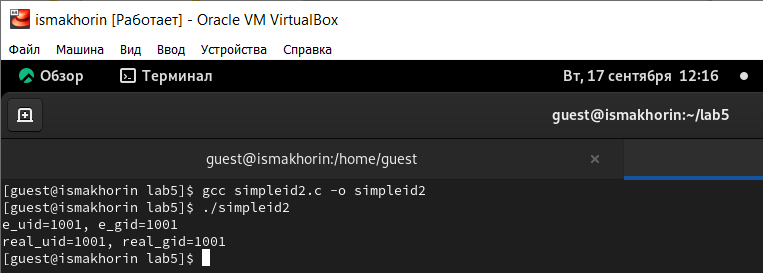 ismakhorin [Работает] - Oracle VM VirtualBox
Файл Машина Вид Ввод Устройства Справка
Обзор Терминал Вт, 17 сентября 12:16
guest@ismakhorin:~/lab5
guest@ismakhorin:/home/guest
[guest@ismakhorin lab5]$ gcc simpleid2.c -o simpleid2
[guest@ismakhorin lab5]$ ./simpleid2
e_uid=1001, e_gid=1001
real_uid=1001, real_gid=1001
[guest@ismakhorin lab5]$